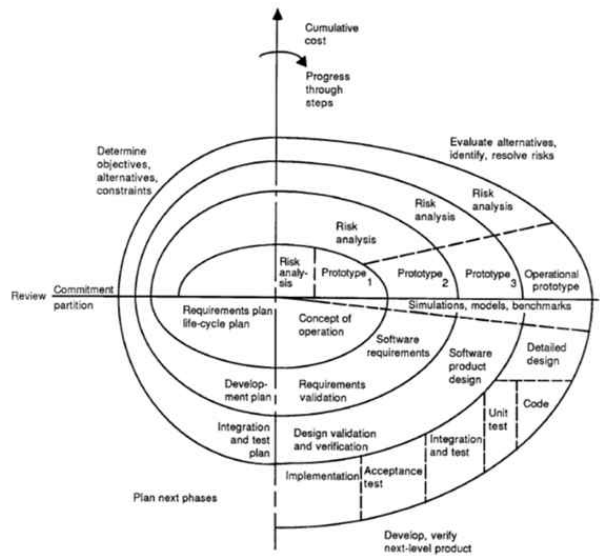 Cumulative
cost
Progress
through
steps
Determine
objectives,
alternatives,
constraints
Evaluate alternatives,
identify, resolve risks
Risk
analysis
Risk
analysis
Risk
analysis
Risk
analy-
sis
Prototype
1
Prototype
2
Prototype
3
Operational
prototype
Review
Commitment
partition
Simulations, models, benchmarks
Requirements plan
life-cycle plan
Concept of
operation
Software
requirements
Software
product
design
Detailed
design
Develop-
ment plan
Requirements
validation
Code
Unit
test
Integration
and test
plan
Design validation
and verification
Integration
and test
Acceptance
test
Implementation
Plan next phases
Develop, verify
next-level product